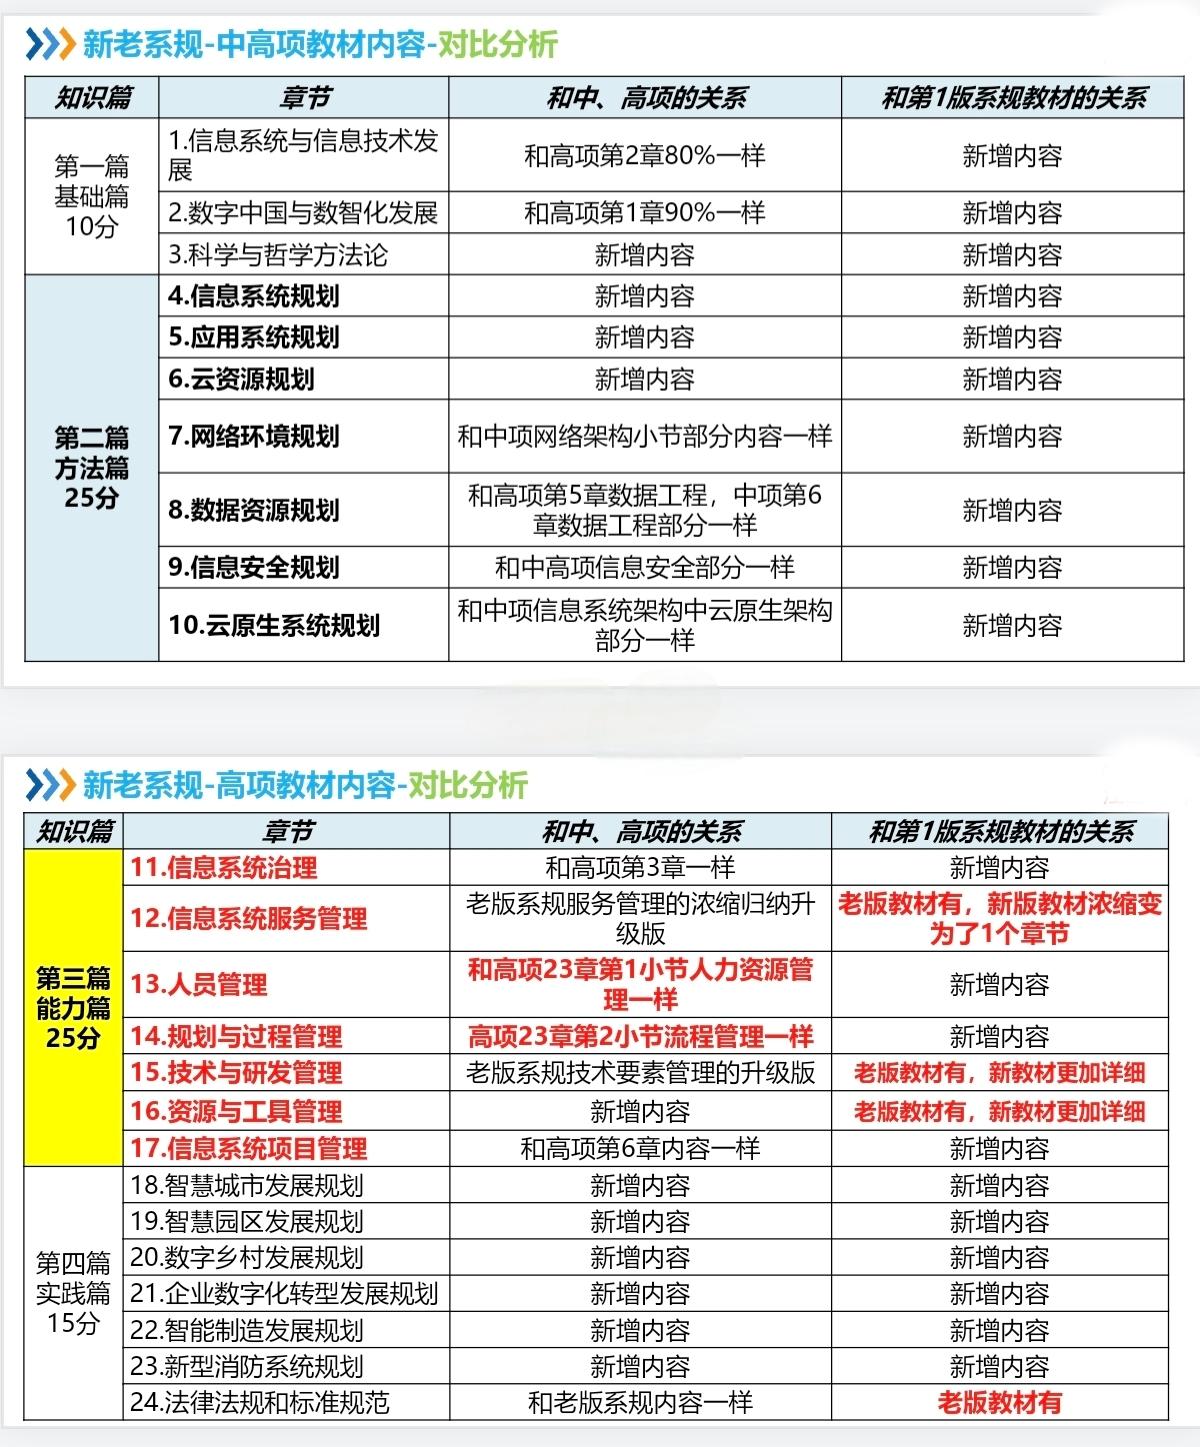 新老系规-中高项教材内容-对比分析
知识篇 章节 和中、高项的关系 和第1版系规教材的关系
第一篇
基础篇
10分
1.信息系统与信息技术发
展
和高项第2章80%一样
新增内容
2.数字中国与数智化发展 和高项第1章90%一样 新增内容
3.科学与哲学方法论 新增内容 新增内容
第二篇
方法篇
25分
4.信息系统规划 新增内容 新增内容
5.应用系统规划 新增内容 新增内容
6.云资源规划 新增内容 新增内容
7.网络环境规划 和中项网络架构小节部分内容一样 新增内容
8.数据资源规划
和高项第5章数据工程，中项第6
章数据工程部分一样
新增内容
9.信息安全规划 和中高项信息安全部分一样 新增内容
10.云原生系统规划
和中项信息系统架构中云原生架构
部分一样
新增内容
新老系规-高项教材内容-对比分析
知识篇 章节 和中、高项的关系 和第1版系规教材的关系
第三篇
能力篇
25分
11.信息系统治理 和高项第3章一样 新增内容
12.信息系统服务管理
老版系规服务管理的浓缩归纳升
级版
老版教材有，新版教材浓缩变
为了1个章节
13.人员管理
和高项23章第1小节人力资源管
理一样
新增内容
14.规划与过程管理 高项23章第2小节流程管理一样 新增内容
15.技术与研发管理 老版系规技术要素管理的升级版 老版教材有，新教材更加详细
16.资源与工具管理 新增内容 老版教材有，新教材更加详细
17.信息系统项目管理 和高项第6章内容一样 新增内容
第四篇
实践篇
15分
18.智慧城市发展规划 新增内容 新增内容
19.智慧园区发展规划 新增内容 新增内容
20.数字乡村发展规划 新增内容 新增内容
21.企业数字化转型发展规划 新增内容 新增内容
22.智能制造发展规划 新增内容 新增内容
23.新型消防系统规划 新增内容 新增内容
24.法律法规和标准规范 和老版系规内容一样 老版教材有